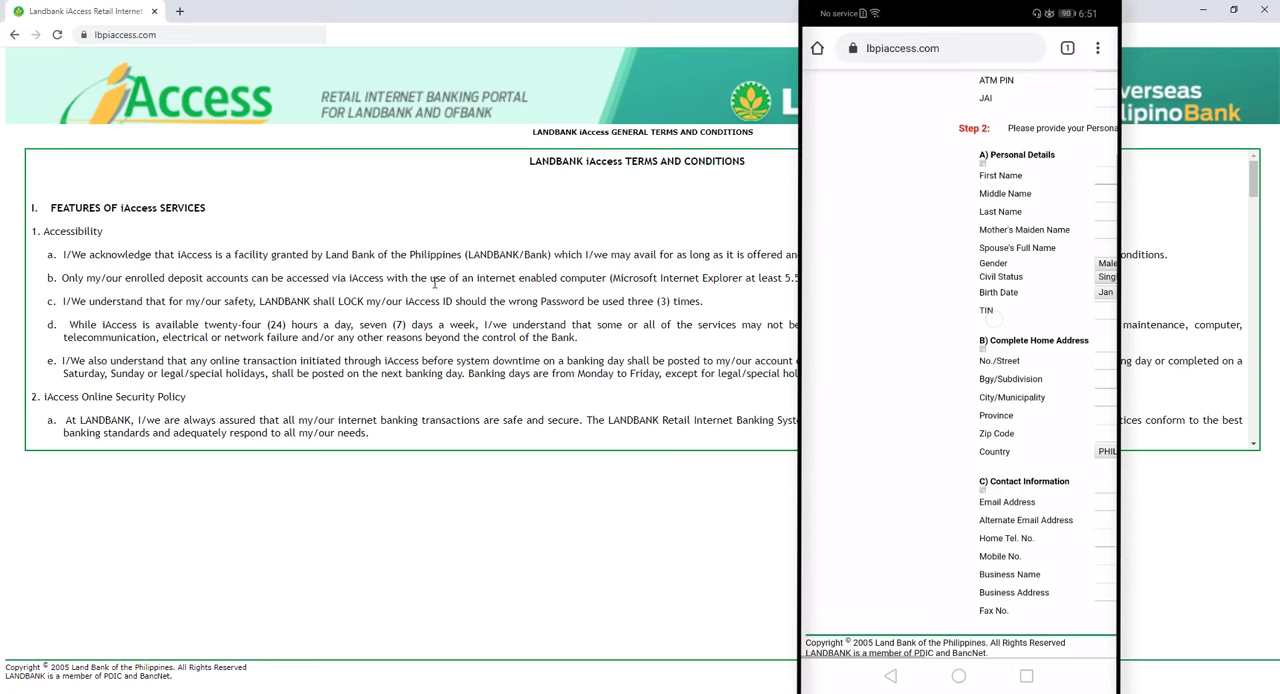 Landbank iAccess Retail Internet
lbpiaccess.com
iAccess
RETAIL INTERNET BANKING PORTAL
FOR LANDBANK AND OFBANK
L
verseas
ilipinoBank
LANDBANK iAccess GENERAL TERMS AND CONDITIONS
LANDBANK iAccess TERMS AND CONDITIONS
I. FEATURES OF iAccess SERVICES
1. Accessibility
a. I/We acknowledge that iAccess is a facility granted by Land Bank of the Philippines (LANDBANK/Bank) which I/we may avail for as long as it is offered an
onditions.
b. Only my/our enrolled deposit accounts can be accessed via iAccess with the use of an internet enabled computer (Microsoft Internet Explorer at least 5.5
c. I/We understand that for my/our safety, LANDBANK shall LOCK my/our iAccess ID should the wrong Password be used three (3) times.
d. While iAccess is available twenty-four (24) hours a day, seven (7) days a week, I/we understand that some or all of the services may not be
maintenance, computer,
telecommunication, electrical or network failure and/or any other reasons beyond the control of the Bank.
e. I/We also understand that any online transaction initiated through iAccess before system downtime on a banking day shall be posted to my/our account
ng day or completed on a
Saturday, Sunday or legal/special holidays, shall be posted on the next banking day. Banking days are from Monday to Friday, except for legal/special hol
2. iAccess Online Security Policy
a. At LANDBANK, I/we are always assured that all my/our internet banking transactions are safe and secure. The LANDBANK Retail Internet Banking Syst
tices conform to the best
banking standards and adequately respond to all my/our needs.
Copyright © 2005 Land Bank of the Philippines. All Rights Reserved
LANDBANK is a member of PDIC and BancNet.
No service
90
6:51
lbpiaccess.com
1
ATM PIN
JAI
Step 2: Please provide your Persona
A) Personal Details
First Name
Middle Name
Last Name
Mother's Maiden Name
Spouse's Full Name
Gender Male
Civil Status Sing
Birth Date Jan
TIN
B) Complete Home Address
No./Street
Bgy/Subdivision
City/Municipality
Province
Zip Code
Country PHIL
C) Contact Information
Email Address
Alternate Email Address
Home Tel. No.
Mobile No.
Business Name
Business Address
Fax No.
Copyright © 2005 Land Bank of the Philippines. All Rights Reserved
LANDBANK is a member of PDIC and BancNet.